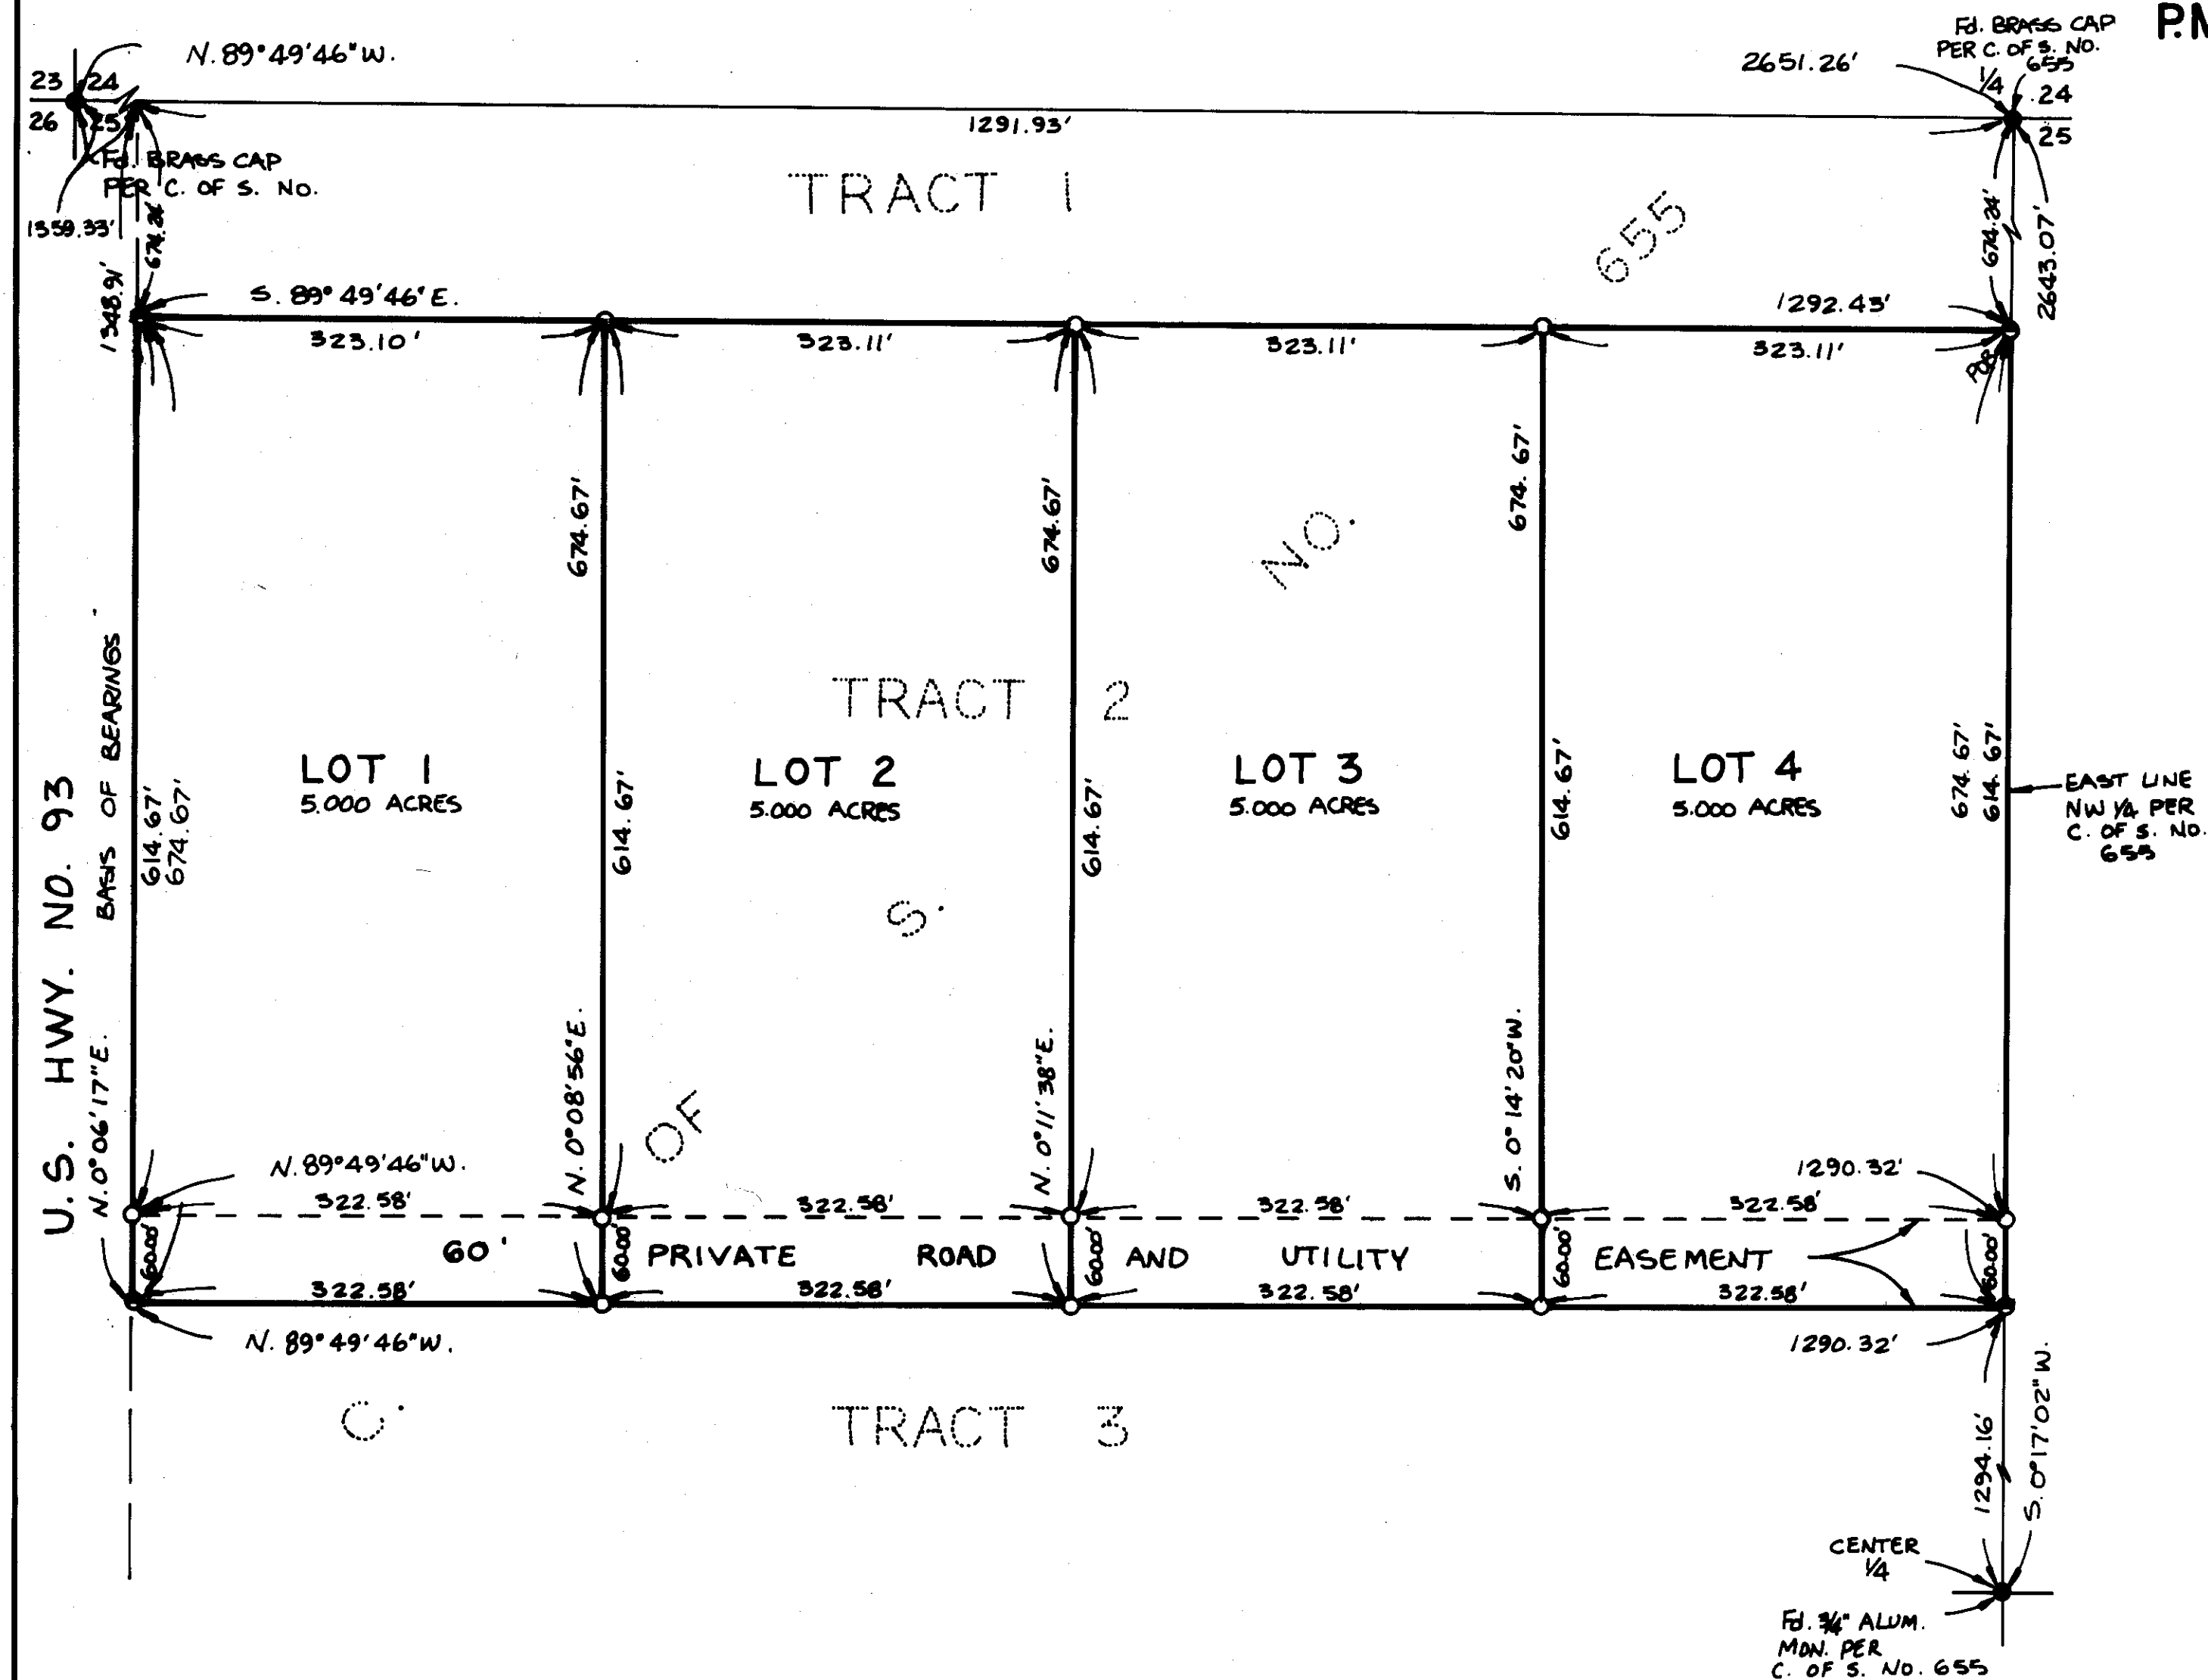 P.M
Fd. BRASS CAP
PER C. OF S. NO.
655
N. 89°49'46"W.
2651.26'
1/4
23 24
26 25
24
25
1291.93'
Fd. BRASS CAP
PER C. OF S. NO.
TRACT 1
655
1359.33'
674.24'
1348.91'
674.24'
2643.07'
S. 89°49'46"E.
1292.43'
323.10'
323.11'
323.11'
323.11'
POB
674.67'
674.67'
674.67'
NO.
TRACT 2
BASIS OF BEARINGS
LOT 1
5.000 ACRES
LOT 2
5.000 ACRES
LOT 3
5.000 ACRES
LOT 4
5.000 ACRES
614.67'
674.67'
614.67'
614.67'
614.67'
674.67'
614.67'
EAST LINE
NW 1/4 PER
C. OF S. NO.
655
U.S. HWY. NO. 93
S.
N. 0°06'17"E.
N. 0°08'56"E.
N. 0°11'38"E.
S. 0°14'20"W.
OF
N. 89°49'46"W.
1290.32'
322.58'
322.58'
322.58'
322.58'
60.00'
60.00'
60.00'
60.00'
60.00'
60' PRIVATE ROAD AND UTILITY EASEMENT
322.58'
322.58'
322.58'
322.58'
N. 89°49'46"W.
1290.32'
C.
TRACT 3
1294.16'
S. 0°17'02"W.
CENTER
1/4
Fd. 3/4" ALUM.
MON. PER
C. OF S. NO. 655